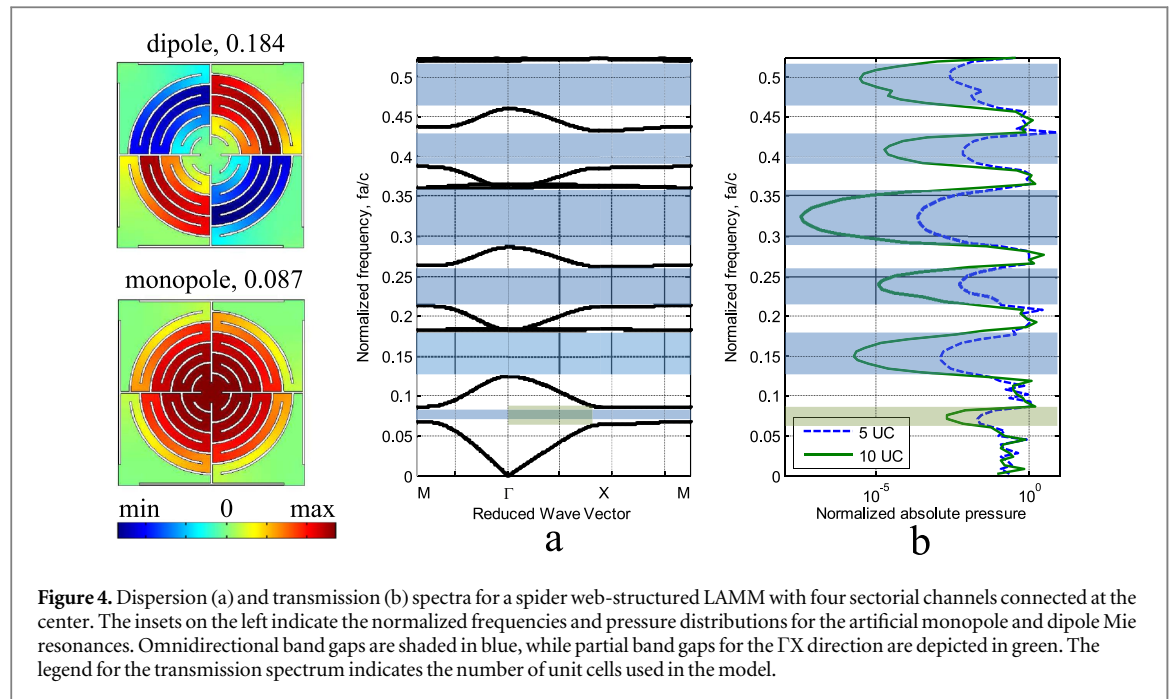 dipole, 0.184
monopole, 0.087
min 0 max
Normalized frequency, fa/c
0.5
0.45
0.4
0.35
0.3
0.25
0.2
0.15
0.1
0.05
0
M Γ X M
Reduced Wave Vector
a
Normalized frequency, fa/c
0.5
0.45
0.4
0.35
0.3
0.25
0.2
0.15
0.1
0.05
0
5 UC
10 UC
10^-5 10^0
Normalized absolute pressure
b
Figure 4. Dispersion (a) and transmission (b) spectra for a spider web-structured LAMM with four sectorial channels connected at the
center. The insets on the left indicate the normalized frequencies and pressure distributions for the artificial monopole and dipole Mie
resonances. Omnidirectional band gaps are shaded in blue, while partial band gaps for the ΓX direction are depicted in green. The
legend for the transmission spectrum indicates the number of unit cells used in the model.